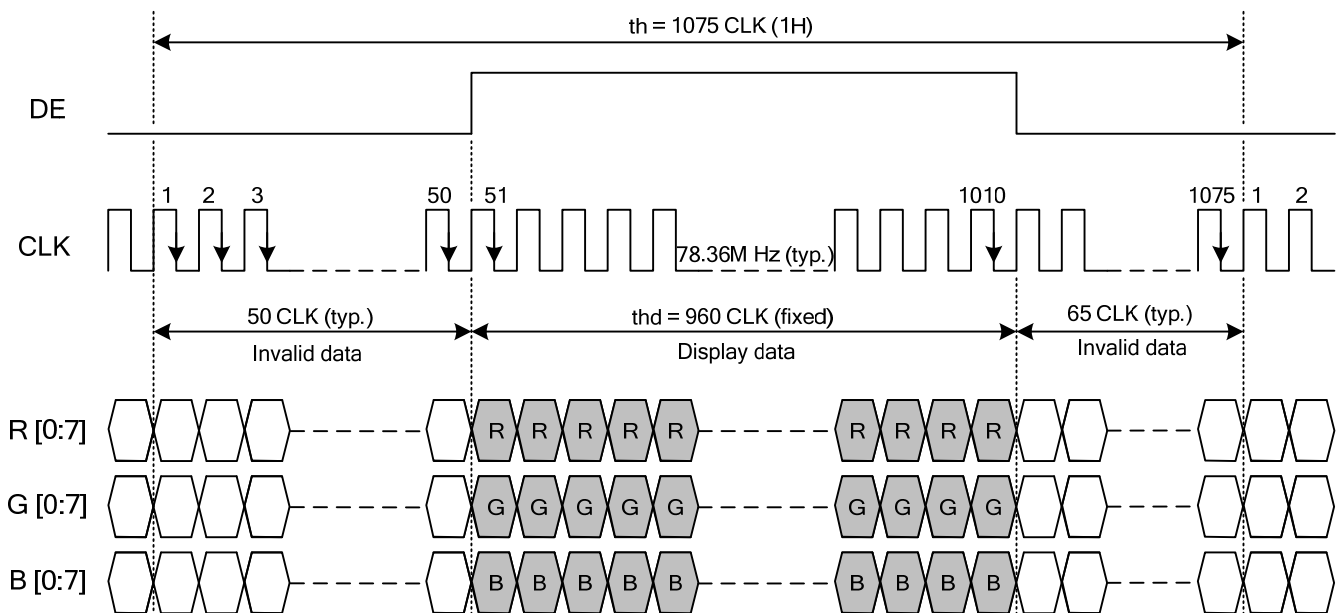 th = 1075 CLK (1H)
DE
1 2 3 50 51 1010 1075 1 2
CLK
78.36M Hz (typ.)
50 CLK (typ.) thd = 960 CLK (fixed) 65 CLK (typ.)
Invalid data Display data Invalid data
R [0:7] R R R R R R R R R
G [0:7] G G G G G G G G G
B [0:7] B B B B B B B B B